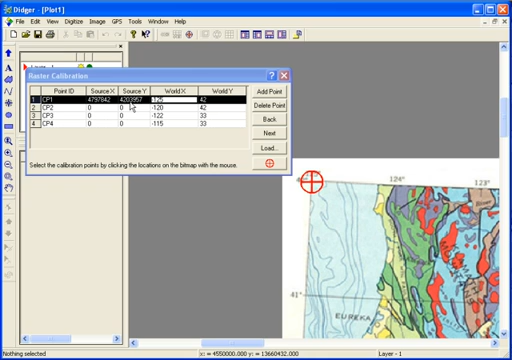 Didger - [Plot1]
File Edit View Digitize Image GPS Tools Window Help
Raster Calibration
Point ID Source X Source Y World X World Y
1 CP1 4797842 4203957 -125 42
2 CP2 0 0 -120 42
3 CP3 0 0 -122 33
4 CP4 0 0 -115 33
Add Point
Delete Point
Back
Next
Load...
Select the calibration points by clicking the locations on the bitmap with the mouse.
124°
123°
41°
EUREKA
Nothing selected
x: = 4550000.000 y: = 13660432.000
Layer - 1